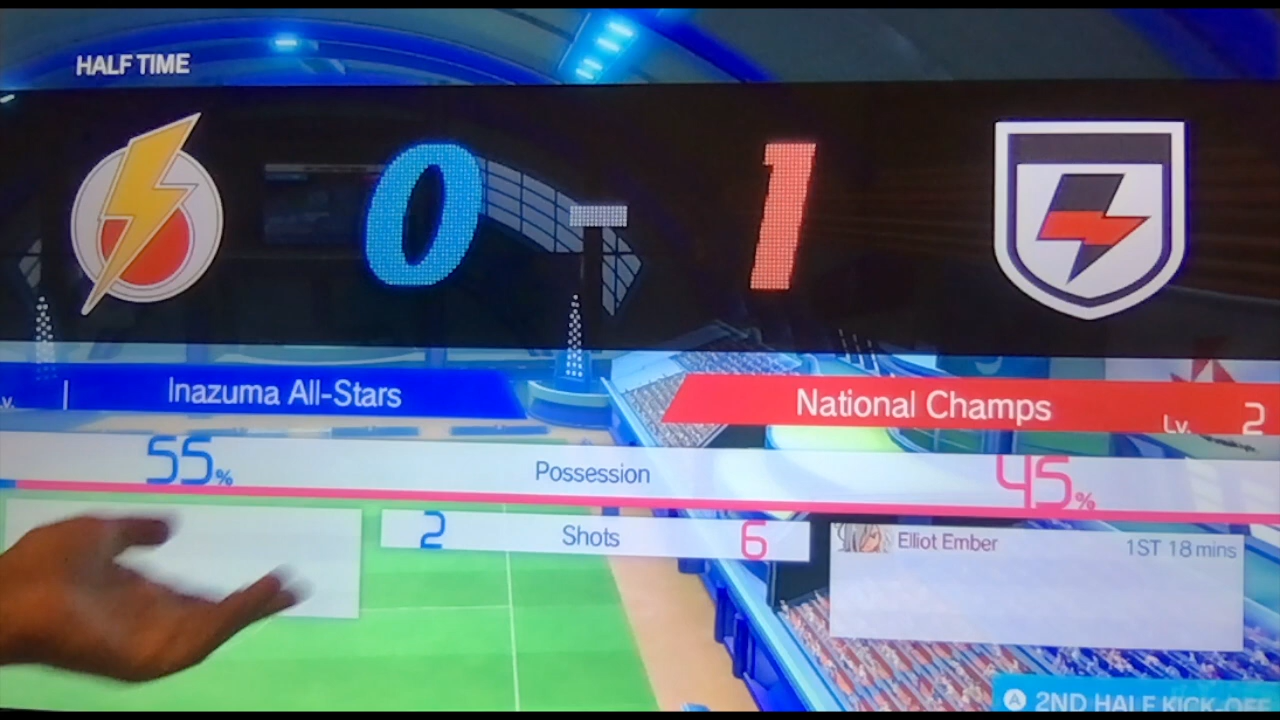 HALF TIME
0 - 1
Inazuma All-Stars
National Champs
Lv. 2
55% Possession 45%
2 Shots 6
Elliot Ember 1ST 18 mins
A 2ND HALF KICK-OFF